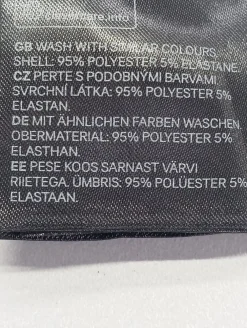 GB WASH WITH SIMILAR COLOURS.
SHELL: 95% POLYESTER 5% ELASTANE.
CZ PERTE S PODOBNÝMI BARVAMI.
SVRCHNÍ LÁTKA: 95% POLYESTER 5%
ELASTAN.
DE MIT ÄHNLICHEN FARBEN WASCHEN.
OBERMATERIAL: 95% POLYESTER 5%
ELASTHAN.
EE PESE KOOS SARNAST VÄRVI
RIIETEGA. ÜMBRIS: 95% POLÜESTER 5%
ELASTAAN.